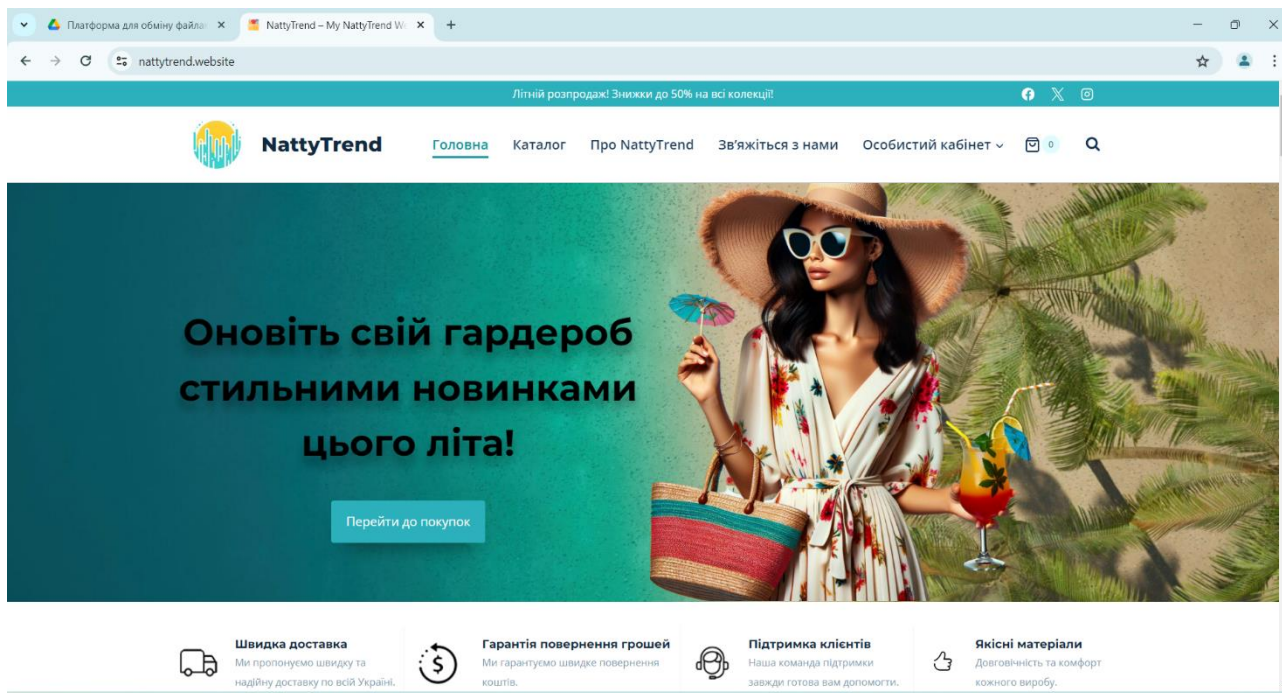 Платформа для обміну файла
NattyTrend – My NattyTrend W
nattytrend.website
Літній розпродаж! Знижки до 50% на всі колекції!
NattyTrend
Головна Каталог Про NattyTrend Зв'яжіться з нами Особистий кабінет 0
Оновіть свій гардероб
стильними новинками
цього літа!
Перейти до покупок
Швидка доставка
Ми пропонуємо швидку та
надійну доставку по всій Україні.
Гарантія повернення грошей
Ми гарантуємо швидке повернення
коштів.
Підтримка клієнтів
Наша команда підтримки
завжди готова вам допомогти.
Якісні матеріали
Довговічність та комфорт
кожного виробу.